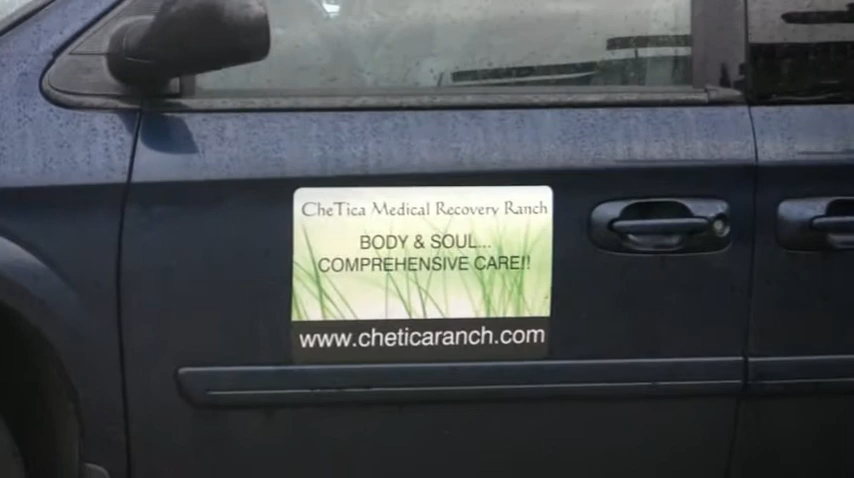 CheTica Medical Recovery Ranch
BODY & SOUL...
COMPREHENSIVE CARE!!
www.cheticaranch.com